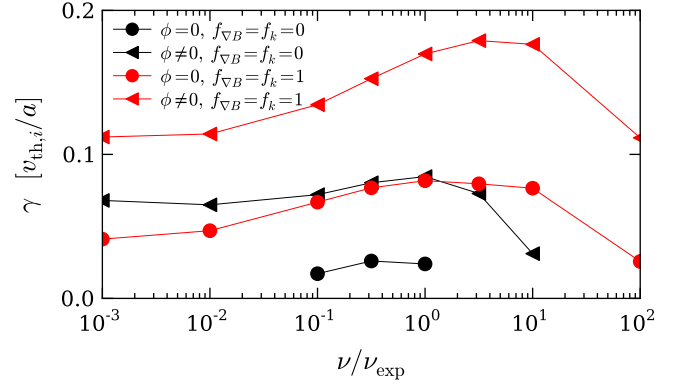 0.2
ϕ=0, f∇B=fk=0
ϕ≠0, f∇B=fk=0
ϕ=0, f∇B=fk=1
ϕ≠0, f∇B=fk=1
γ [vth,i/a]
0.1
0.0
10⁻³ 10⁻² 10⁻¹ 10⁰ 10¹ 10²
ν/νexp